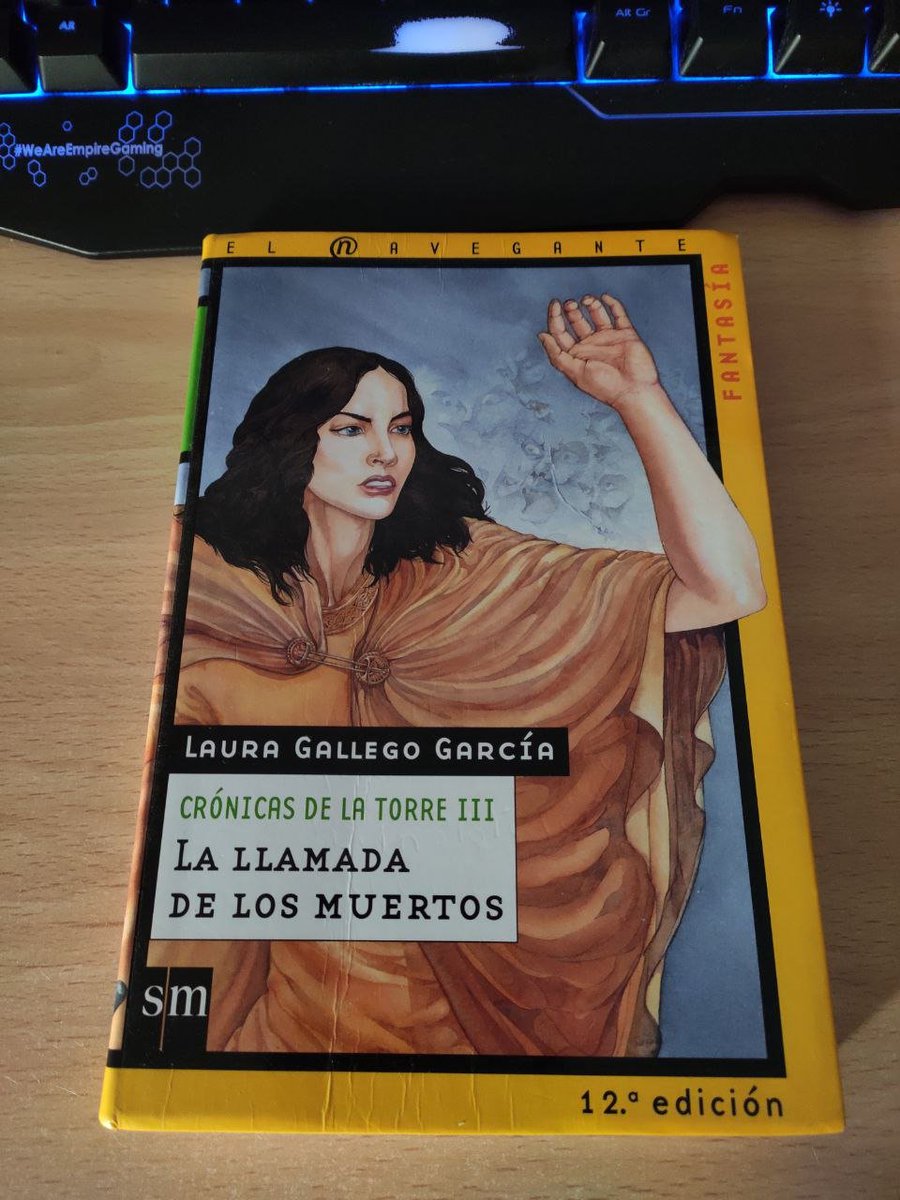 Alt Gr
Fn
#WeAreEmpireGaming
EL NAVEGANTE
FANTASÍA
LAURA GALLEGO GARCÍA
CRÓNICAS DE LA TORRE III
LA LLAMADA
DE LOS MUERTOS
sm
12.ª edición